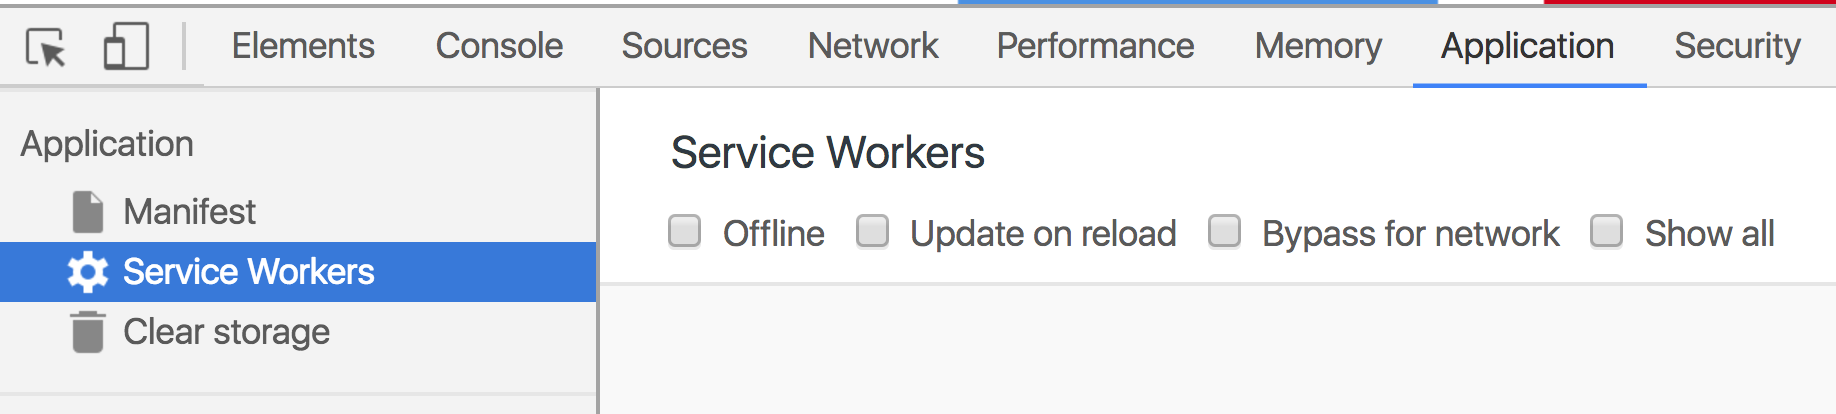 Elements Console Sources Network Performance Memory Application Security
Application
Manifest
Service Workers
Clear storage
Service Workers
Offline Update on reload Bypass for network Show all